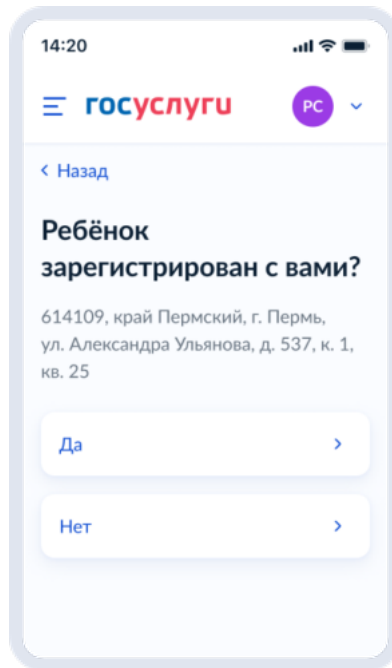 14:20
госуслуги
РС
Назад
Ребёнок
зарегистрирован с вами?
614109, край Пермский, г. Пермь,
ул. Александра Ульянова, д. 537, к. 1,
кв. 25
Да
Нет